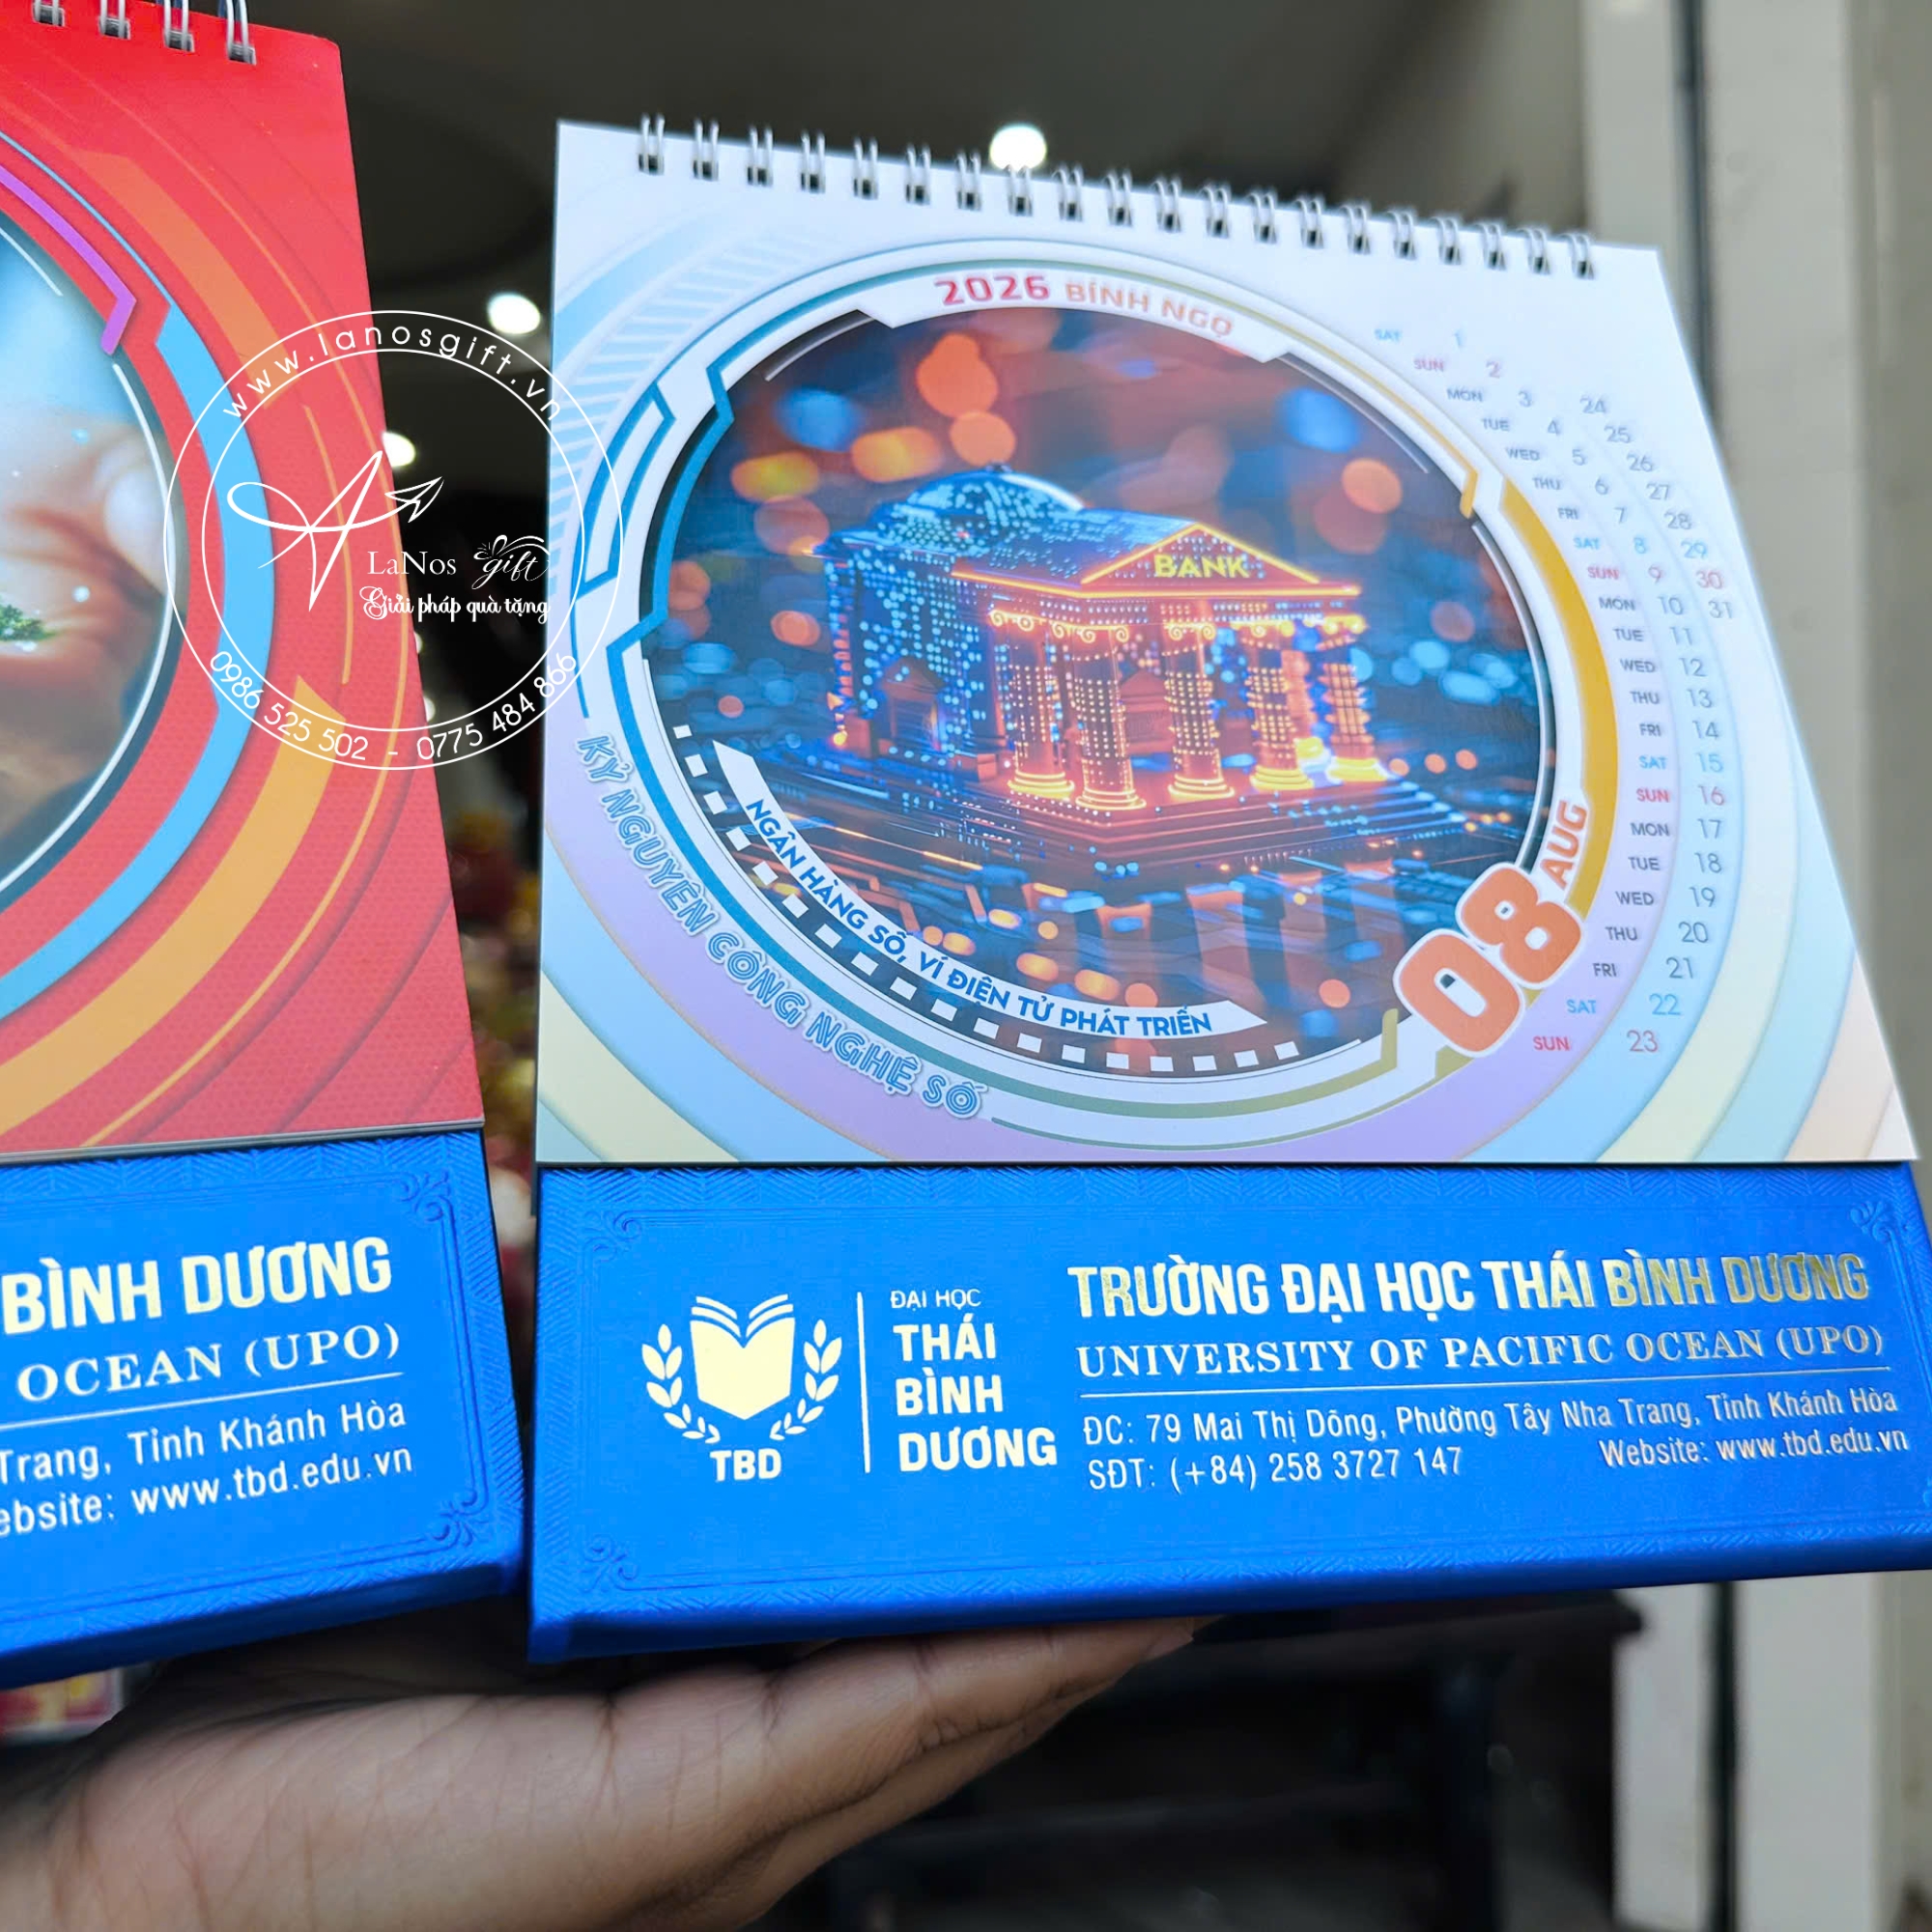 www.lanosgift.vn
LaNos gift
Giải pháp quà tặng
0986 525 502 - 0775 484 866
BÌNH DƯƠNG
OCEAN (UPO)
Trang, Tỉnh Khánh Hòa
ebsite: www.tbd.edu.vn
2026 BÍNH NGỌ
BANK
NGÂN HÀNG SỐ, VÍ ĐIỆN TỬ PHÁT TRIỂN
KỶ NGUYÊN CÔNG NGHỆ SỐ
08 AUG
SAT 1
SUN 2
MON 3 24
TUE 4 25
WED 5 26
THU 6 27
FRI 7 28
SAT 8 29
SUN 9 30
MON 10 31
TUE 11
WED 12
THU 13
FRI 14
SAT 15
SUN 16
MON 17
TUE 18
WED 19
THU 20
FRI 21
SAT 22
SUN 23
TBD
ĐẠI HỌC
THÁI
BÌNH
DƯƠNG
TRƯỜNG ĐẠI HỌC THÁI BÌNH DƯƠNG
UNIVERSITY OF PACIFIC OCEAN (UPO)
ĐC: 79 Mai Thị Dõng, Phường Tây Nha Trang, Tỉnh Khánh Hòa
SĐT: (+84) 258 3727 147 Website: www.tbd.edu.vn